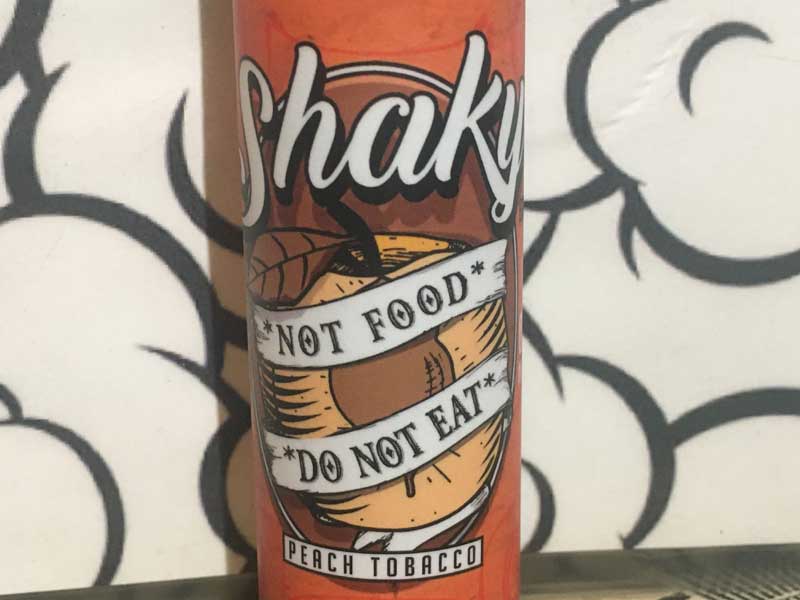 Shaky
*NOT FOOD*
*DO NOT EAT*
PEACH TOBACCO